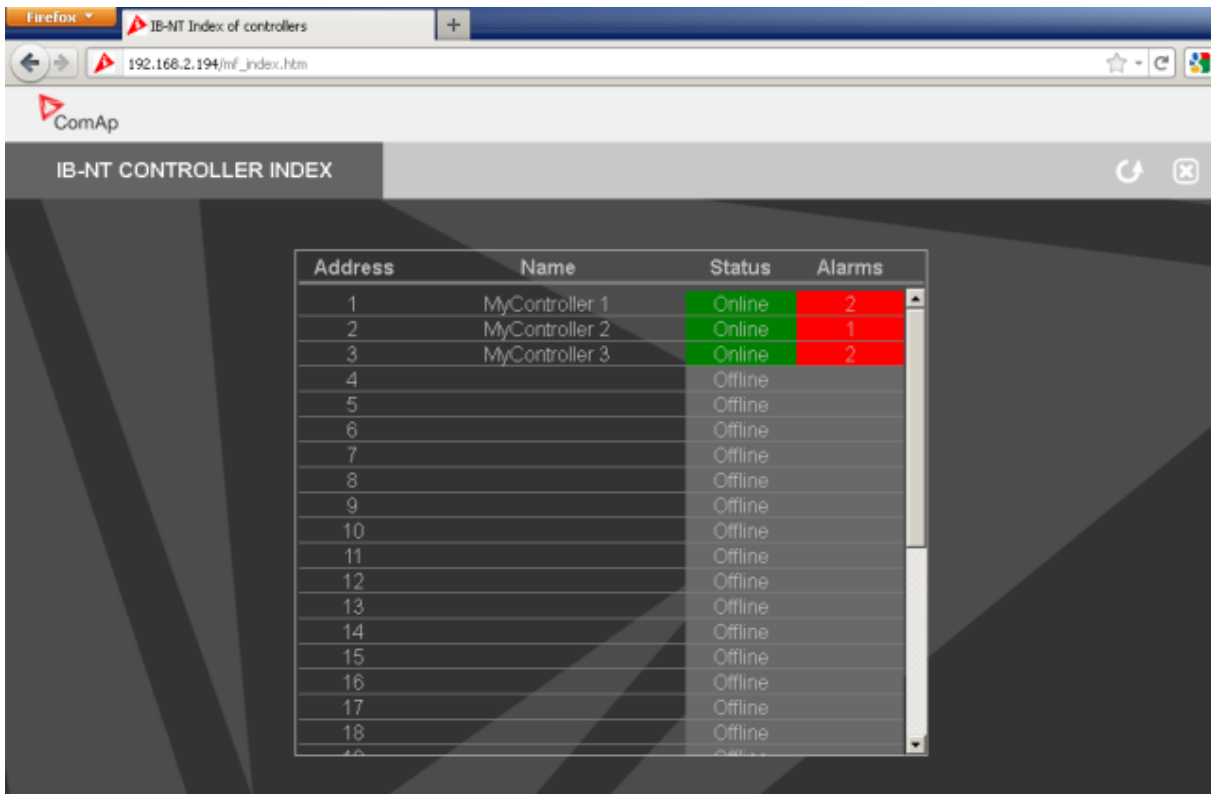 Firefox
IB-NT Index of controllers
192.168.2.194/mf_index.htm
ComAp
IB-NT CONTROLLER INDEX
Address Name Status Alarms
1 MyController 1 Online 2
2 MyController 2 Online 1
3 MyController 3 Online 2
4 Offline
5 Offline
6 Offline
7 Offline
8 Offline
9 Offline
10 Offline
11 Offline
12 Offline
13 Offline
14 Offline
15 Offline
16 Offline
17 Offline
18 Offline